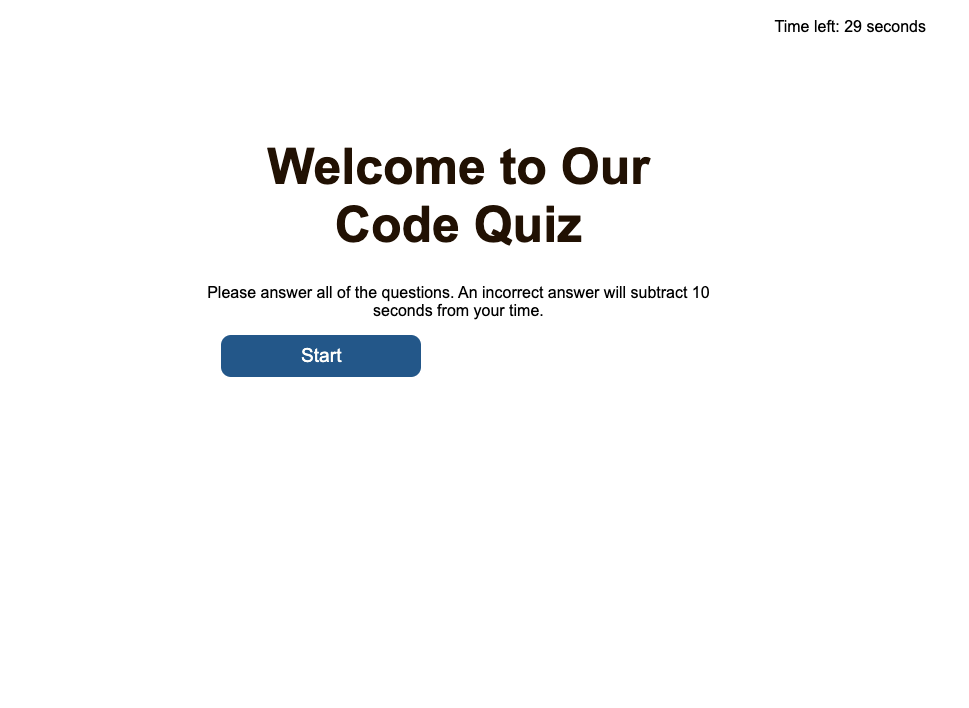 Time left: 29 seconds
Welcome to Our
Code Quiz
Please answer all of the questions. An incorrect answer will subtract 10
seconds from your time.
Start